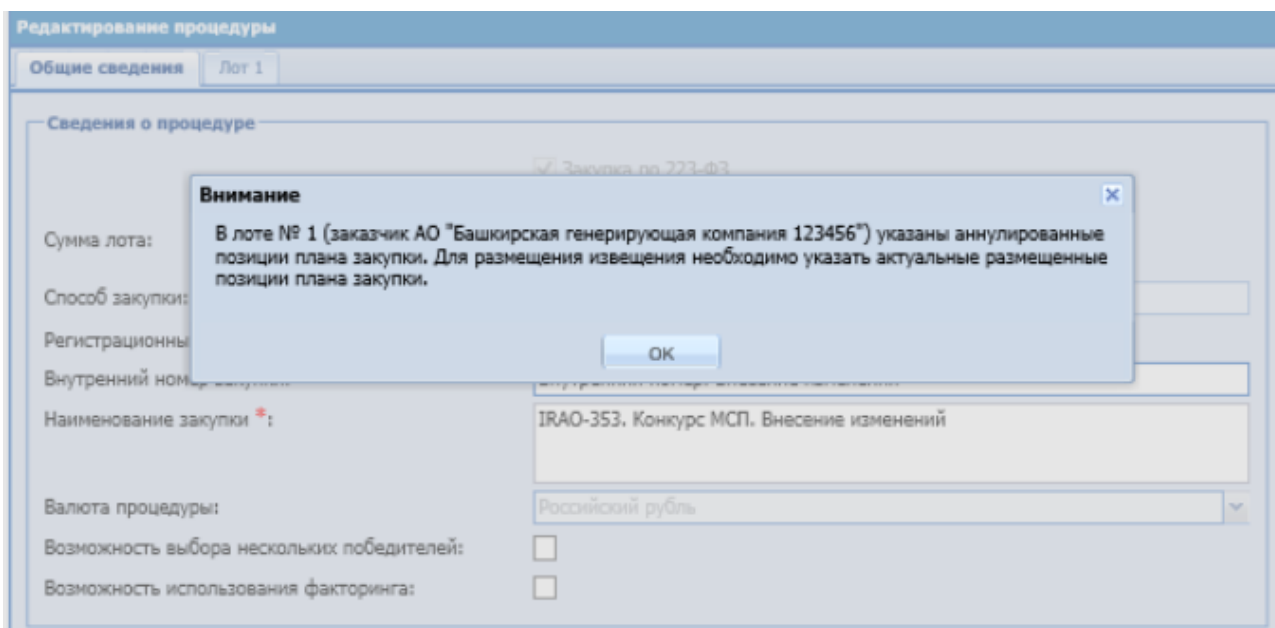 Редактирование процедуры
Общие сведения Лот 1
Сведения о процедуре
Закупка по 223-ФЗ
Внимание
В лоте № 1 (заказчик АО "Башкирская генерирующая компания 123456") указаны аннулированные
позиции плана закупки. Для размещения извещения необходимо указать актуальные размещенные
позиции плана закупки.
Сумма лота:
Способ закупки:
OK
Регистрационны
Внутренний
Наименование закупки *: IRAO-353. Конкурс МСП. Внесение изменений
Валюта процедуры: Российский рубль
Возможность выбора нескольких победителей:
Возможность использования факторинга: